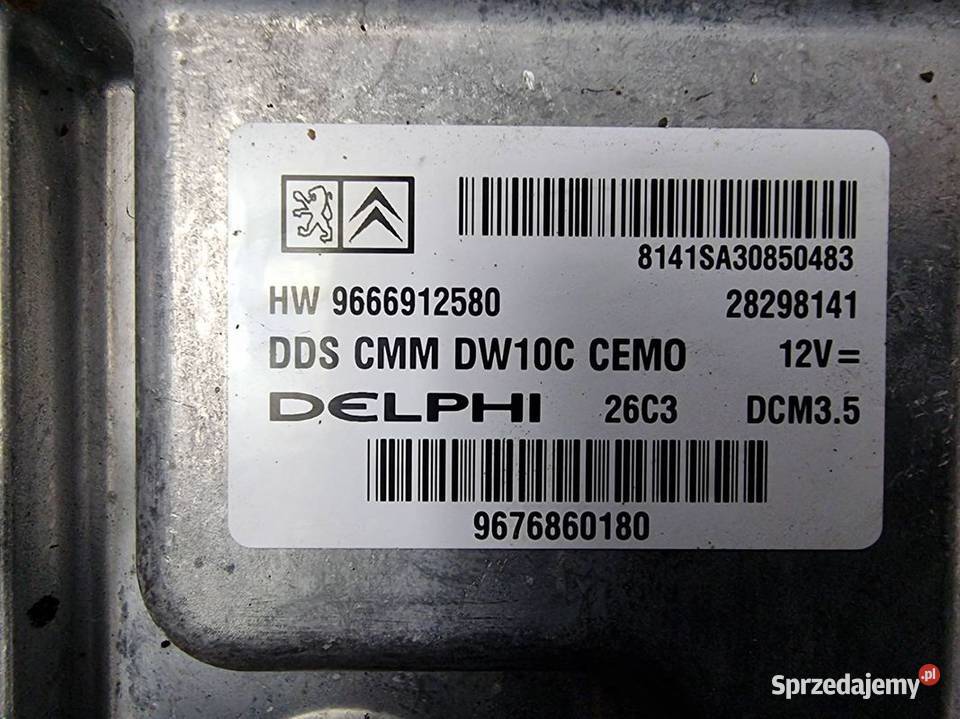 8141SA30850483
HW 9666912580 28298141
DDS CMM DW10C CEMO 12V=
DELPHI 26C3 DCM3.5
9676860180
Sprzedajemy.pl